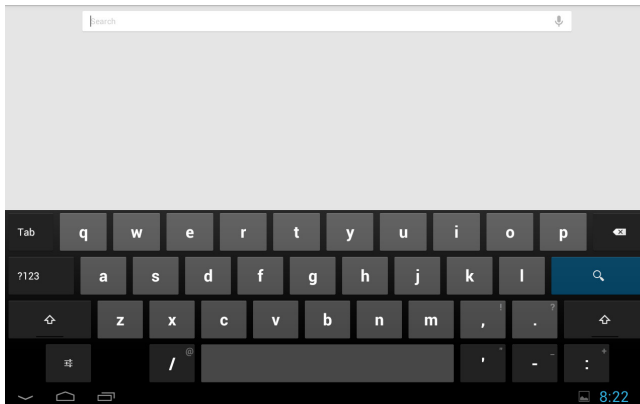 Search
Tab q w e r t y u i o p
?123 a s d f g h j k l
z x c v b n m , ! . ?
/ @ ' " - _ : +
8:22